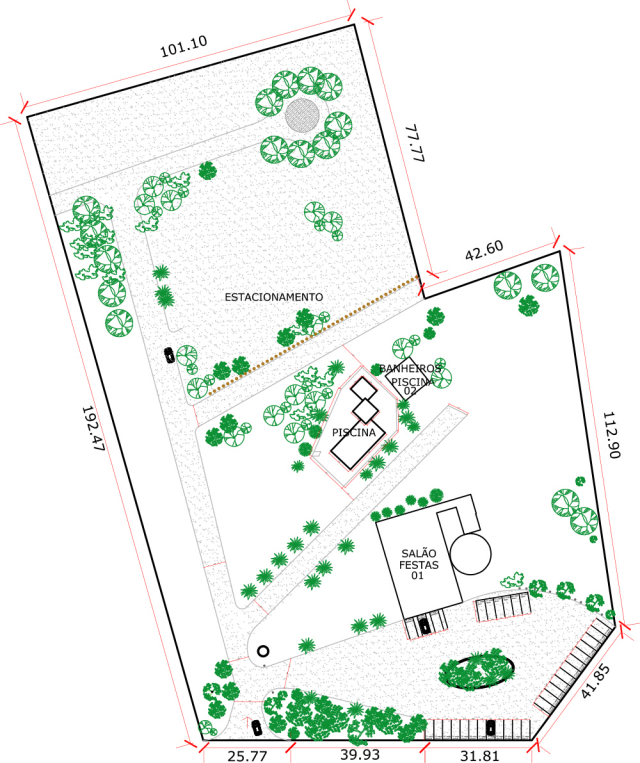 101.10
77.77
42.60
ESTACIONAMENTO
BANHEIROS
PISCINA
02
PISCINA
192.47
112.90
SALÃO
FESTAS
01
41.85
25.77
39.93
31.81